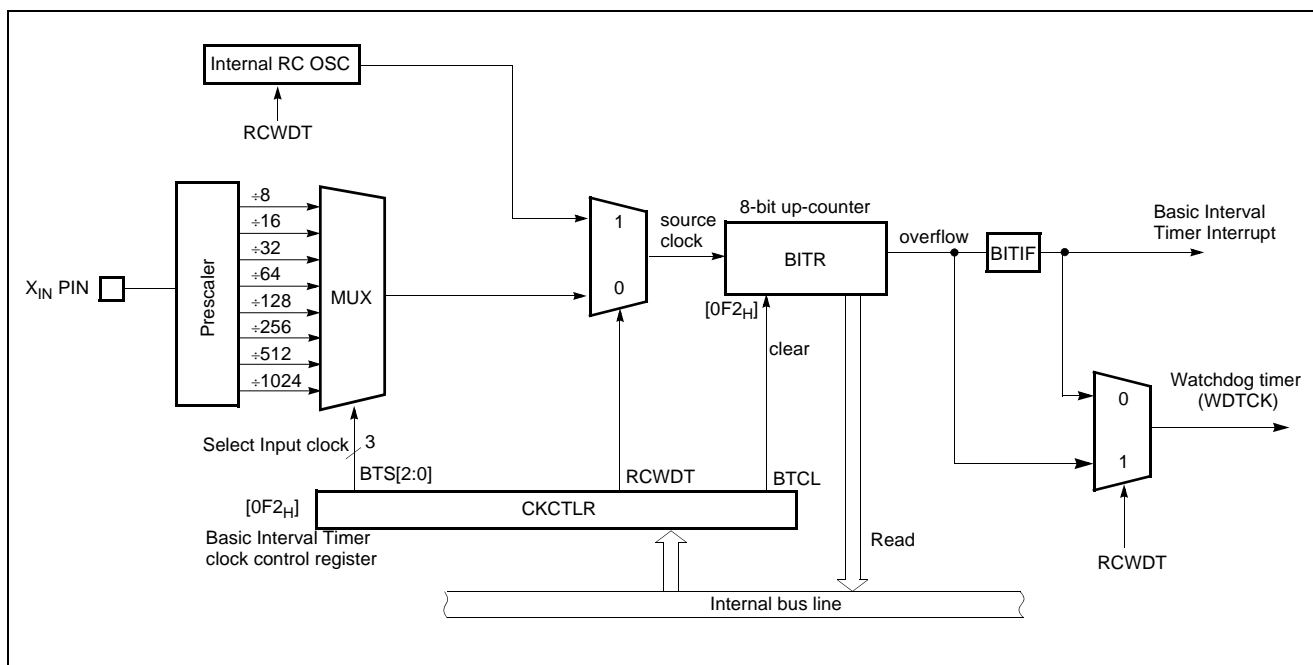 Internal RC OSC
RCWDT
XIN PIN
Prescaler
÷8
÷16
÷32
÷64
÷128
÷256
÷512
÷1024
MUX
1
0
source
clock
8-bit up-counter
BITR
[0F2H]
clear
overflow
BITIF
Basic Interval
Timer Interrupt
0
1
Watchdog timer
(WDTCK)
RCWDT
Select Input clock
3
BTS[2:0]
RCWDT
BTCL
[0F2H]
CKCTLR
Basic Interval Timer
clock control register
Read
Internal bus line